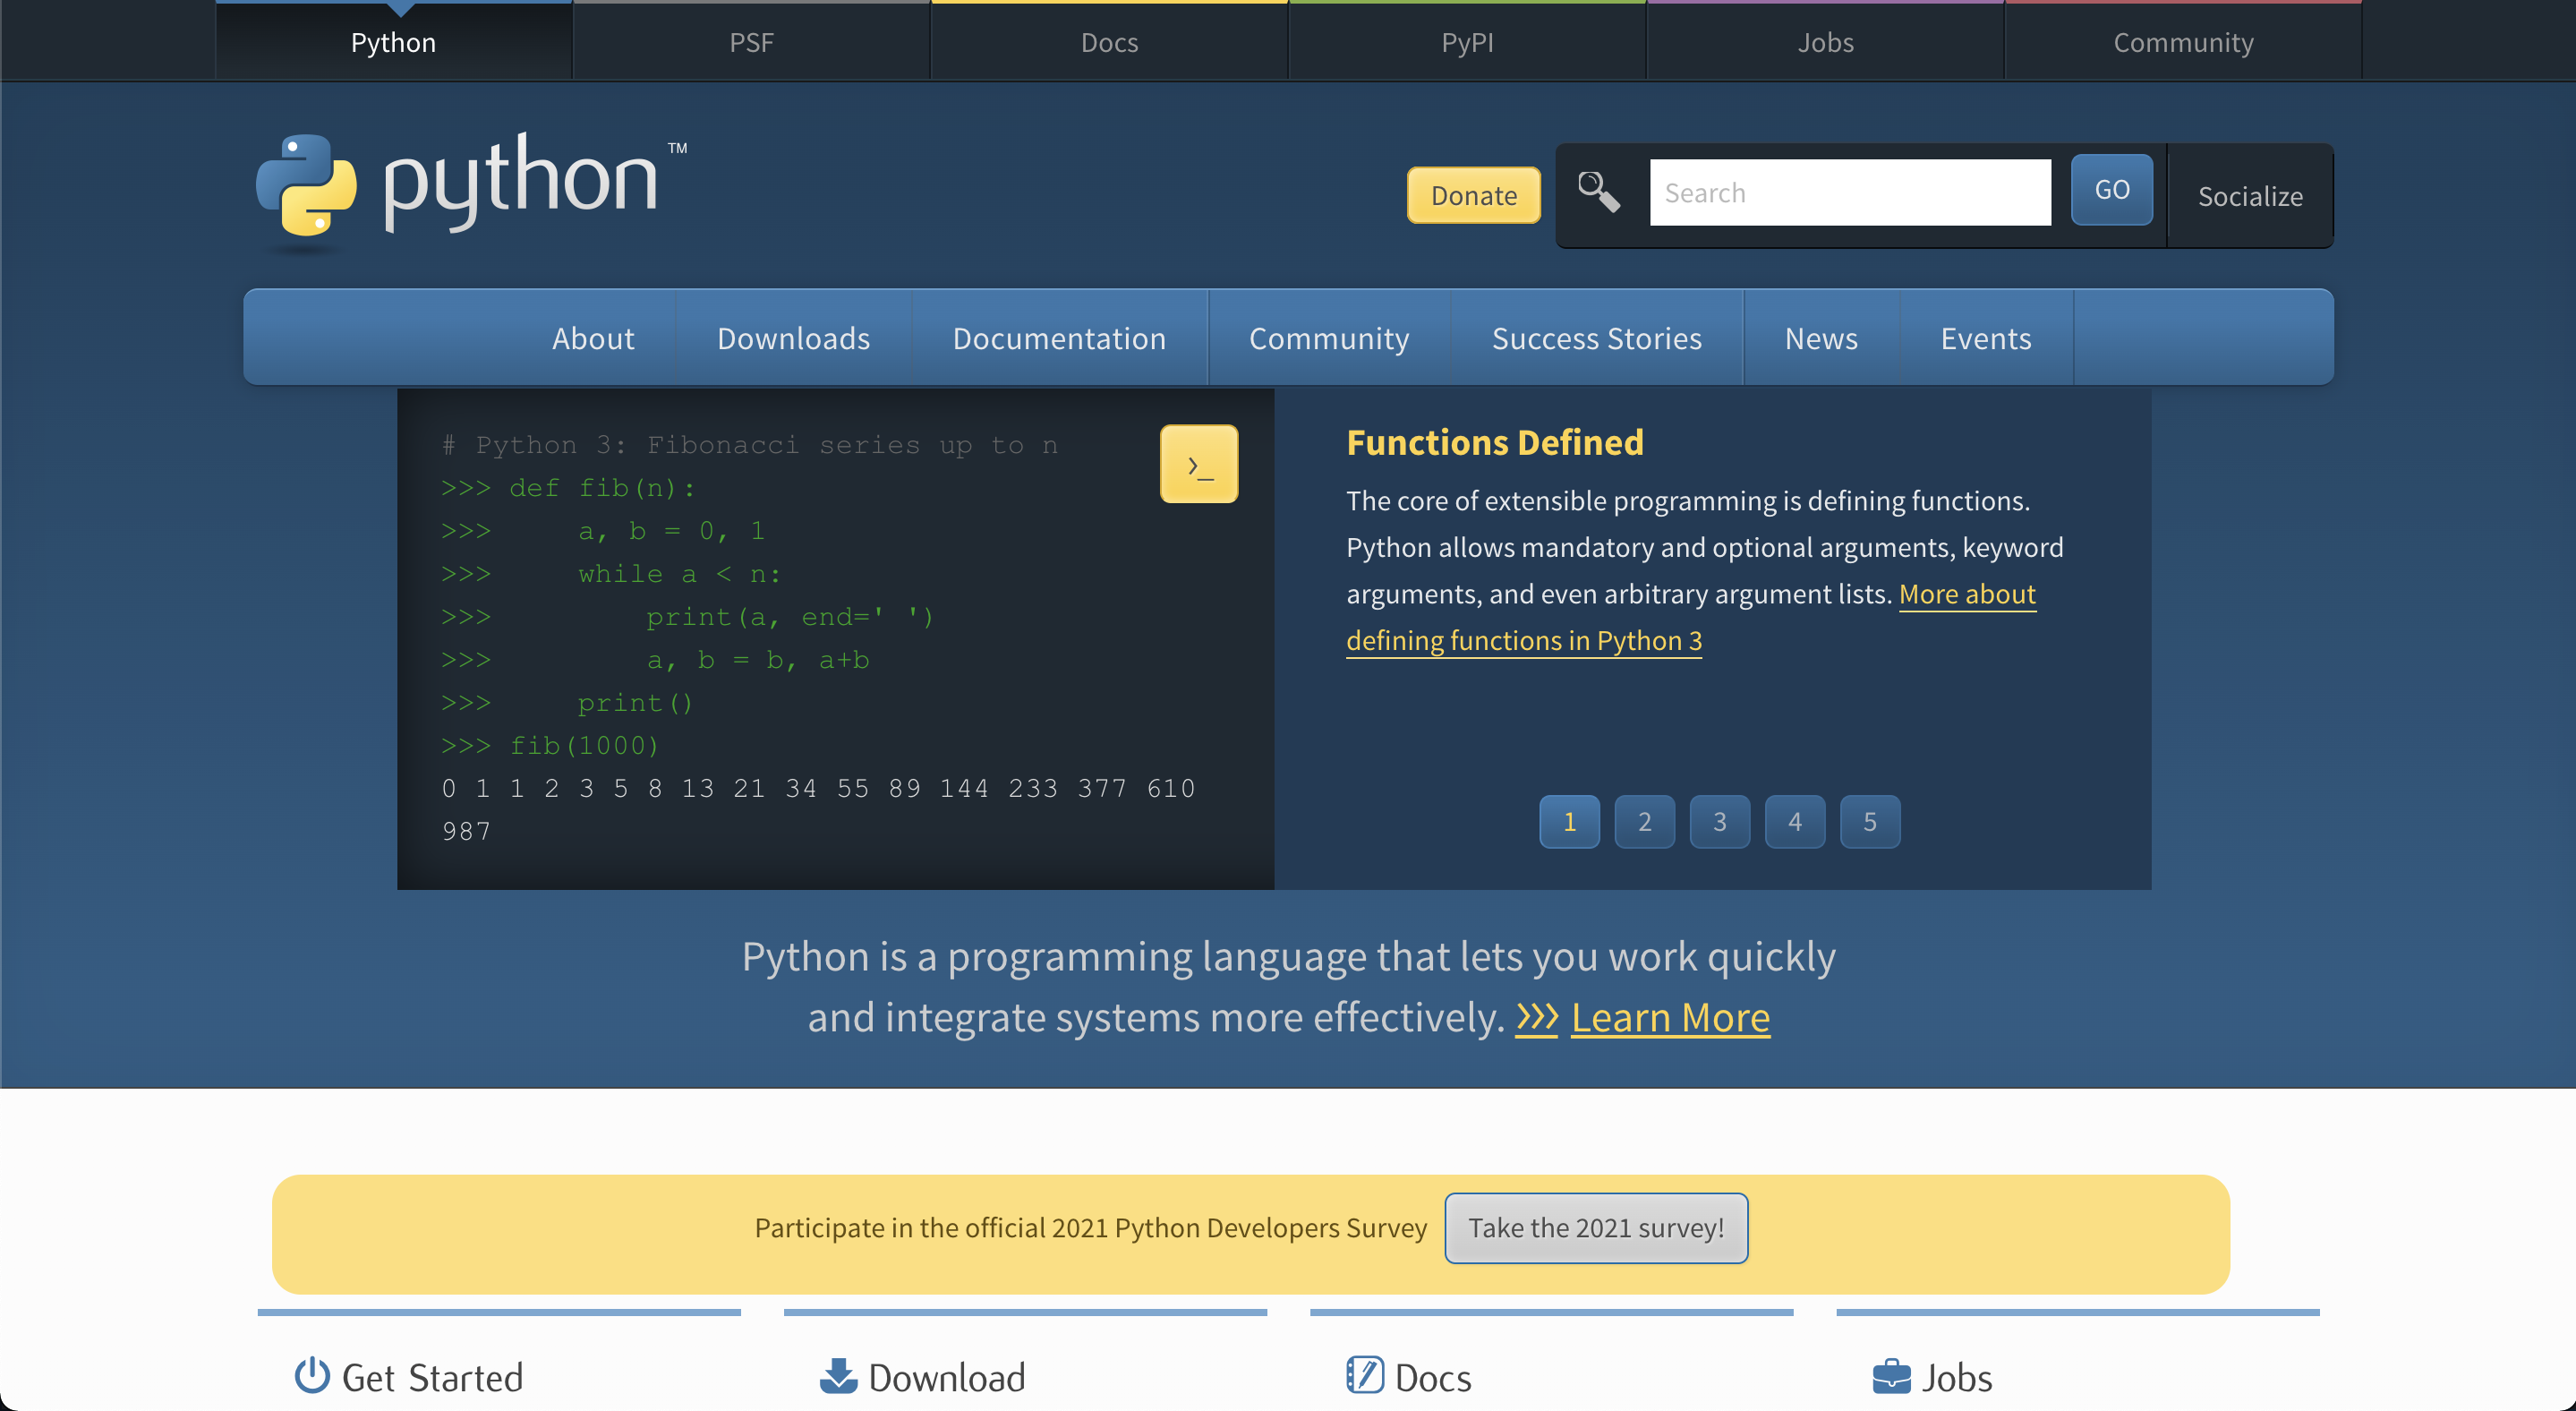 Python
PSF
Docs
PyPI
Jobs
Community
python™
Donate
Search
GO
Socialize
About
Downloads
Documentation
Community
Success Stories
News
Events
# Python 3: Fibonacci series up to n
>>> def fib(n):
>>>     a, b = 0, 1
>>>     while a < n:
>>>         print(a, end=' ')
>>>         a, b = b, a+b
>>>     print()
>>> fib(1000)
0 1 1 2 3 5 8 13 21 34 55 89 144 233 377 610
987
>_
Functions Defined
The core of extensible programming is defining functions.
Python allows mandatory and optional arguments, keyword
arguments, and even arbitrary argument lists. More about
defining functions in Python 3
1
2
3
4
5
Python is a programming language that lets you work quickly
and integrate systems more effectively. >>> Learn More
Participate in the official 2021 Python Developers Survey
Take the 2021 survey!
Get Started
Download
Docs
Jobs